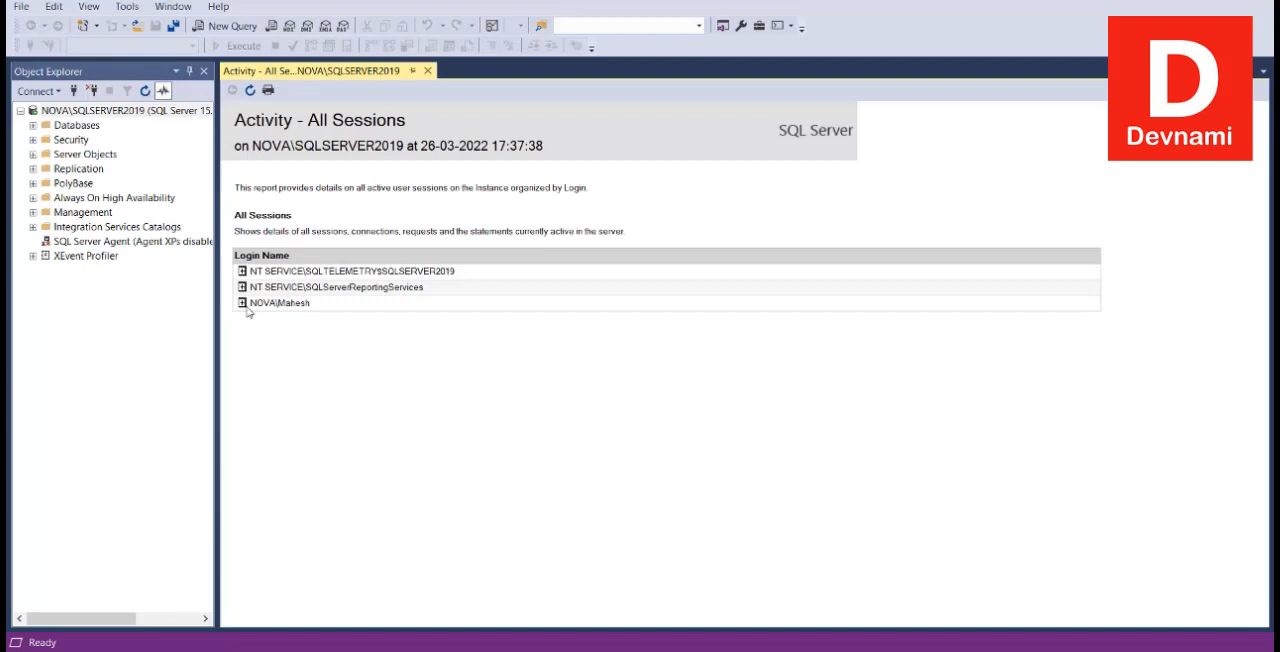 File Edit View Tools Window Help
New Query
Execute
Object Explorer
Connect
NOVA\SQLSERVER2019 (SQL Server 15.
Databases
Security
Server Objects
Replication
PolyBase
Always On High Availability
Management
Integration Services Catalogs
SQL Server Agent (Agent XPs disable
XEvent Profiler
Activity - All Se...NOVA\SQLSERVER2019
Activity - All Sessions
on NOVA\SQLSERVER2019 at 26-03-2022 17:37:38
SQL Server
This report provides details on all active user sessions on the Instance organized by Login.
All Sessions
Shows details of all sessions, connections, requests and the statements currently active in the server.
Login Name
NT SERVICE\SQLTELEMETRY$SQLSERVER2019
NT SERVICE\SQLServerReportingServices
NOVA\Mahesh
D
Devnami
Ready